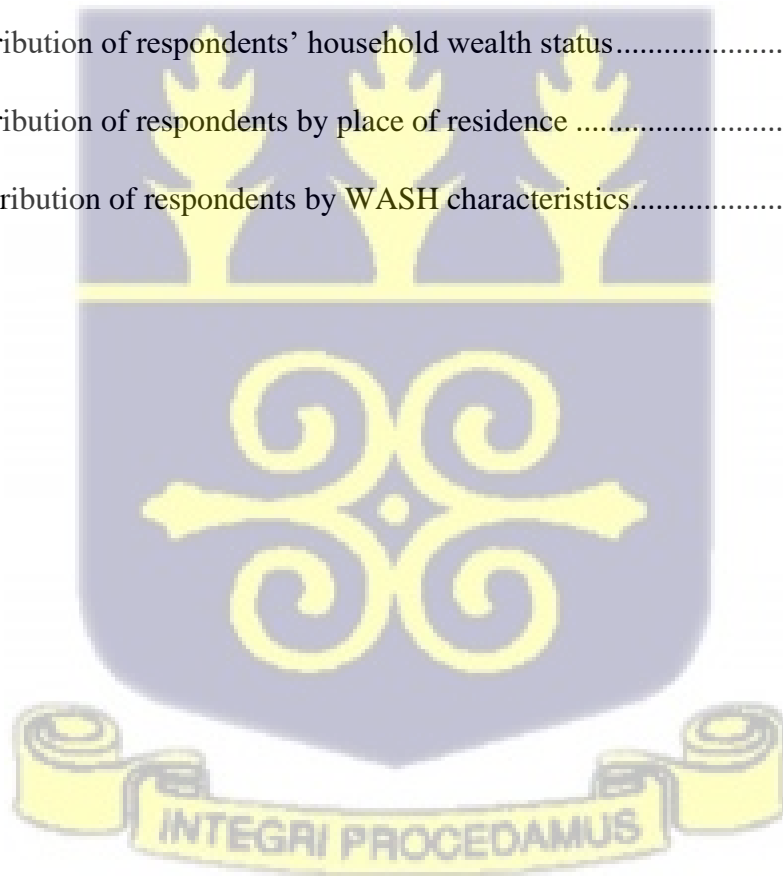 ribution of respondents’ household wealth status....................
ribution of respondents by place of residence ........................
ribution of respondents by WASH characteristics...................
INTEGRI PROCEDAMUS